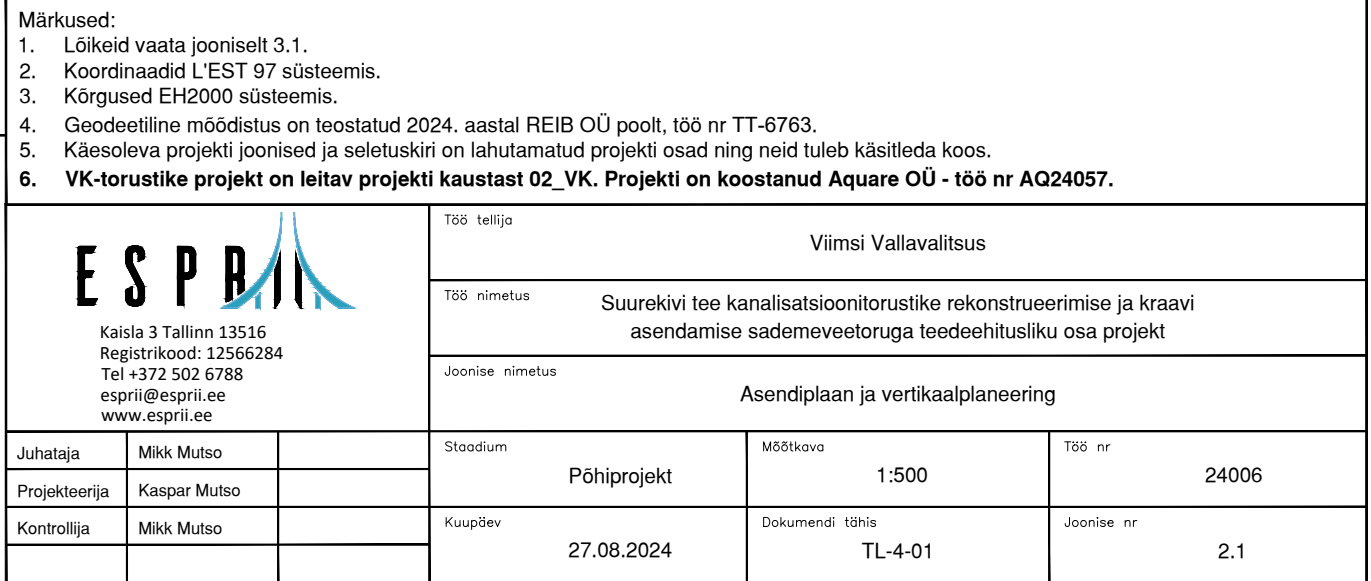 Märkused:
1. Lõikeid vaata jooniselt 3.1.
2. Koordinaadid L'EST 97 süsteemis.
3. Kõrgused EH2000 süsteemis.
4. Geodeetiline mõõdistus on teostatud 2024. aastal REIB OÜ poolt, töö nr TT-6763.
5. Käesoleva projekti joonised ja seletuskiri on lahutamatud projekti osad ning neid tuleb käsitleda koos.
6. VK-torustike projekt on leitav projekti kaustast 02_VK. Projekti on koostanud Aquare OÜ - töö nr AQ24057.
ESPRII
Kaisla 3 Tallinn 13516
Registrikood: 12566284
Tel +372 502 6788
esprii@esprii.ee
www.esprii.ee
Töö tellija
Viimsi Vallavalitsus
Töö nimetus
Suurekivi tee kanalisatsioonitorustike rekonstrueerimise ja kraavi
asendamise sademeveetoruga teedeehitusliku osa projekt
Joonise nimetus
Asendiplaan ja vertikaalplaneering
Juhataja Mikk Mutso
Projekteerija Kaspar Mutso
Kontrollija Mikk Mutso
Staadium
Põhiprojekt
Mõõtkava
1:500
Töö nr
24006
Kuupäev
27.08.2024
Dokumendi tähis
TL-4-01
Joonise nr
2.1